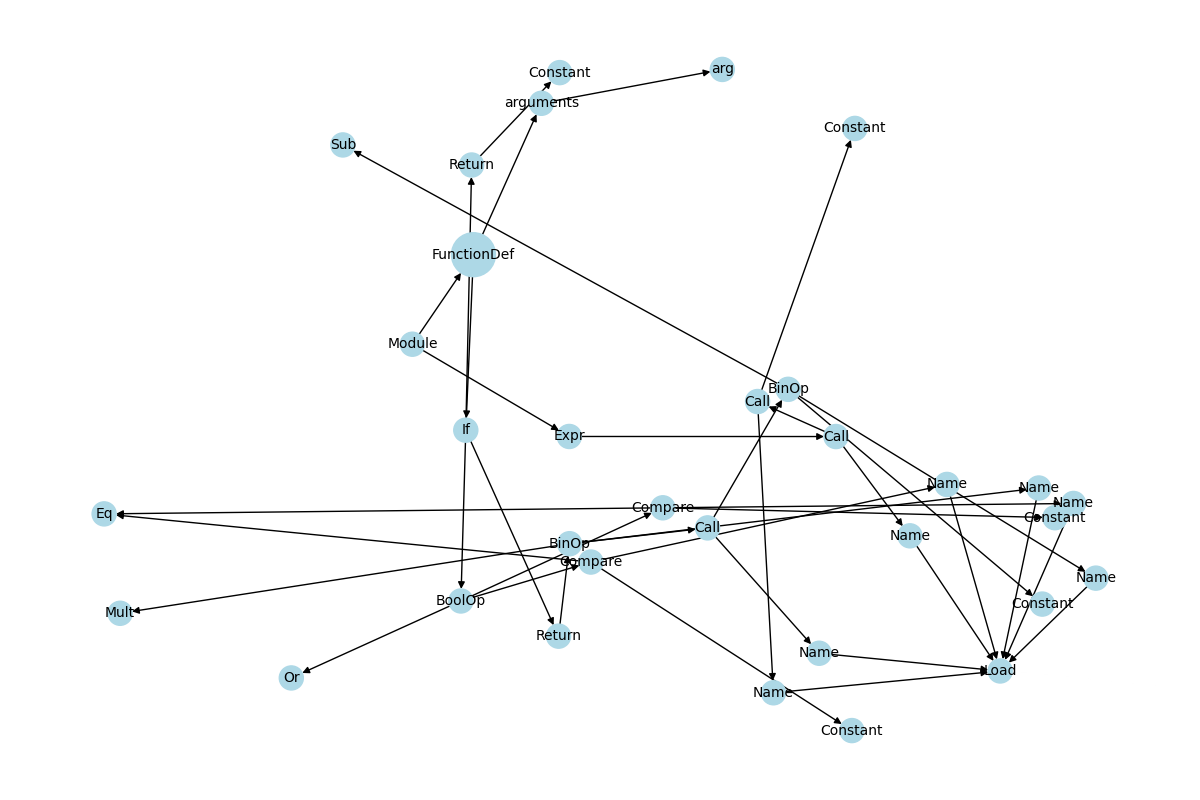 arg
Constant
arguments
Constant
Sub
Return
FunctionDef
Module
BinOp
Call
If
Expr
Call
Name
Name
Name
Compare
Eq
Constant
Call
Name
BinOp
Compare
Name
BoolOp
Constant
Mult
Return
Name
Load
Or
Name
Constant